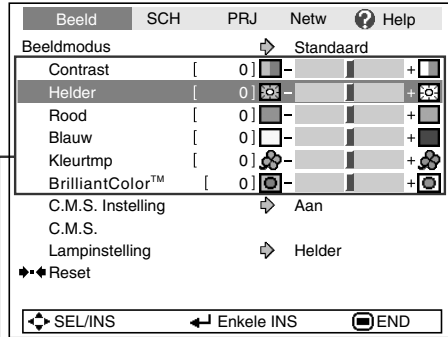 Beeld SCH PRJ Netw ? Help
Beeldmodus Standaard
Contrast [ 0 ] - +
Helder [ 0 ] - +
Rood [ 0 ] - +
Blauw [ 0 ] - +
Kleurtmp [ 0 ] - +
BrilliantColor™ [ 0 ] - +
C.M.S. Instelling Aan
C.M.S.
Lampinstelling Helder
Reset
SEL/INS Enkele INS END